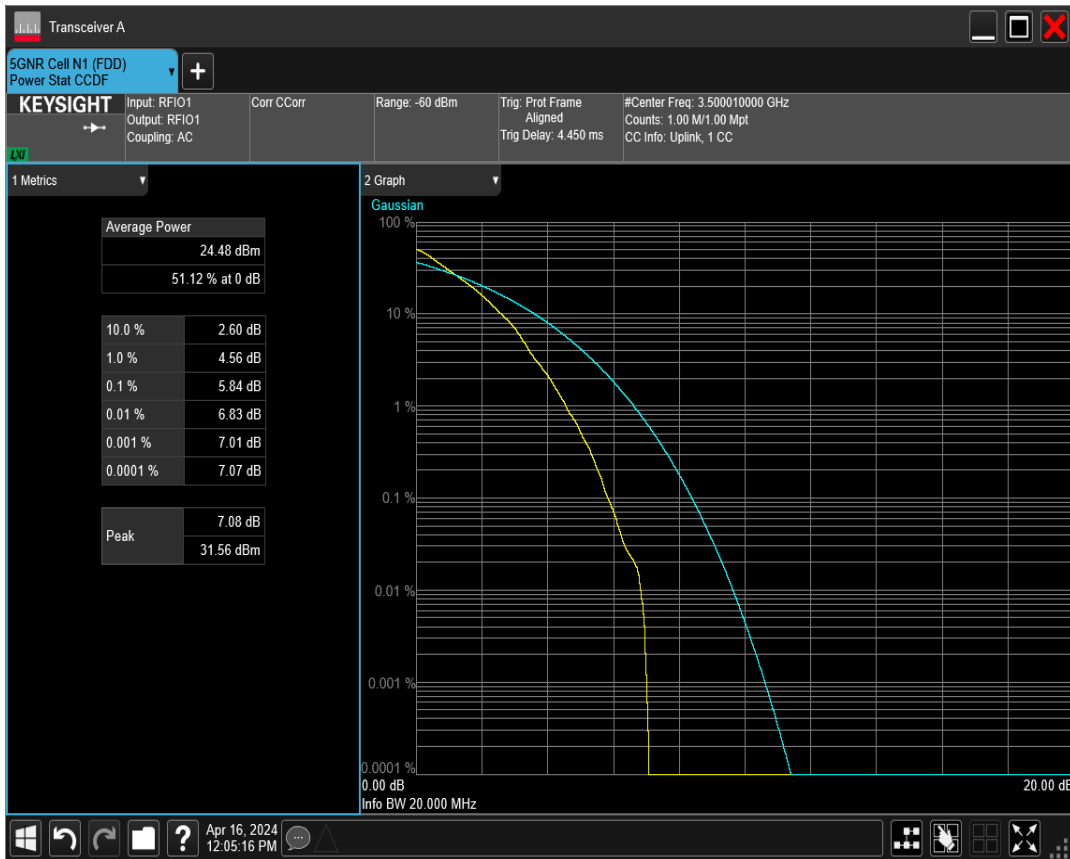 Transceiver A
5GNR Cell N1 (FDD)
Power Stat CCDF
+
KEYSIGHT
LXI
Input: RFIO1
Output: RFIO1
Coupling: AC
Corr CCorr
Range: -60 dBm
Trig: Prot Frame
Aligned
Trig Delay: 4.450 ms
#Center Freq: 3.500010000 GHz
Counts: 1.00 M/1.00 Mpt
CC Info: Uplink, 1 CC
1 Metrics
Average Power
24.48 dBm
51.12 % at 0 dB
10.0 % 2.60 dB
1.0 % 4.56 dB
0.1 % 5.84 dB
0.01 % 6.83 dB
0.001 % 7.01 dB
0.0001 % 7.07 dB
Peak
7.08 dB
31.56 dBm
2 Graph
Gaussian
100 %
10 %
1 %
0.1 %
0.01 %
0.001 %
0.0001 %
0.00 dB 20.00 dB
Info BW 20.000 MHz
?
Apr 16, 2024
12:05:16 PM